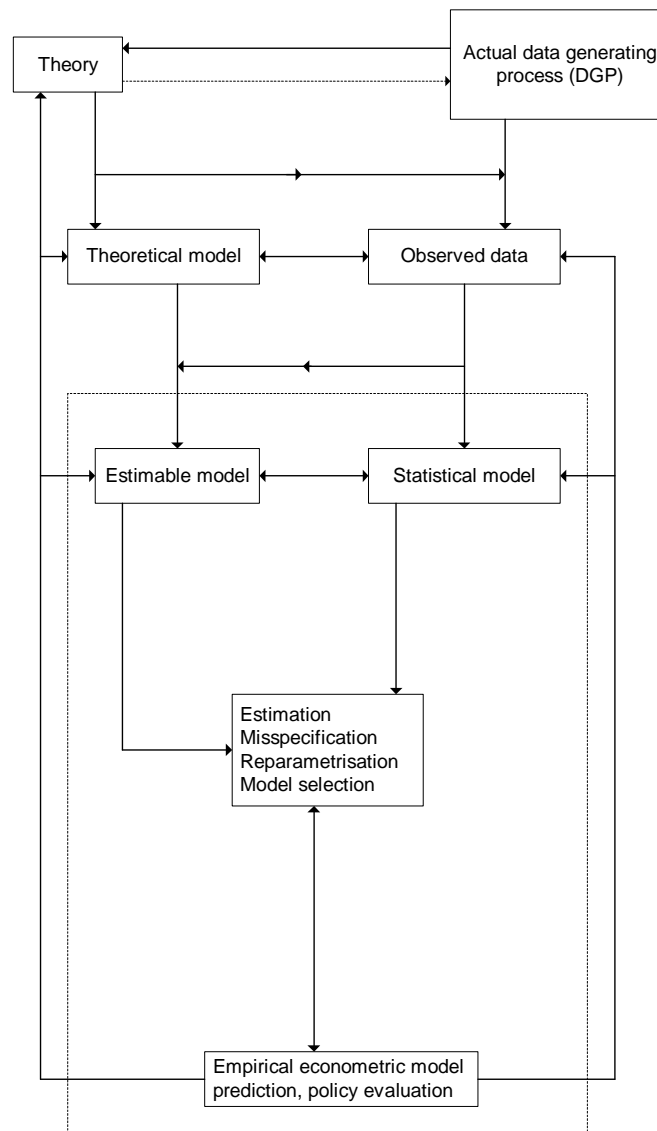 Theory
Actual data generating
process (DGP)
Theoretical model
Observed data
Estimable model
Statistical model
Estimation
Misspecification
Reparametrisation
Model selection
Empirical econometric model
prediction, policy evaluation